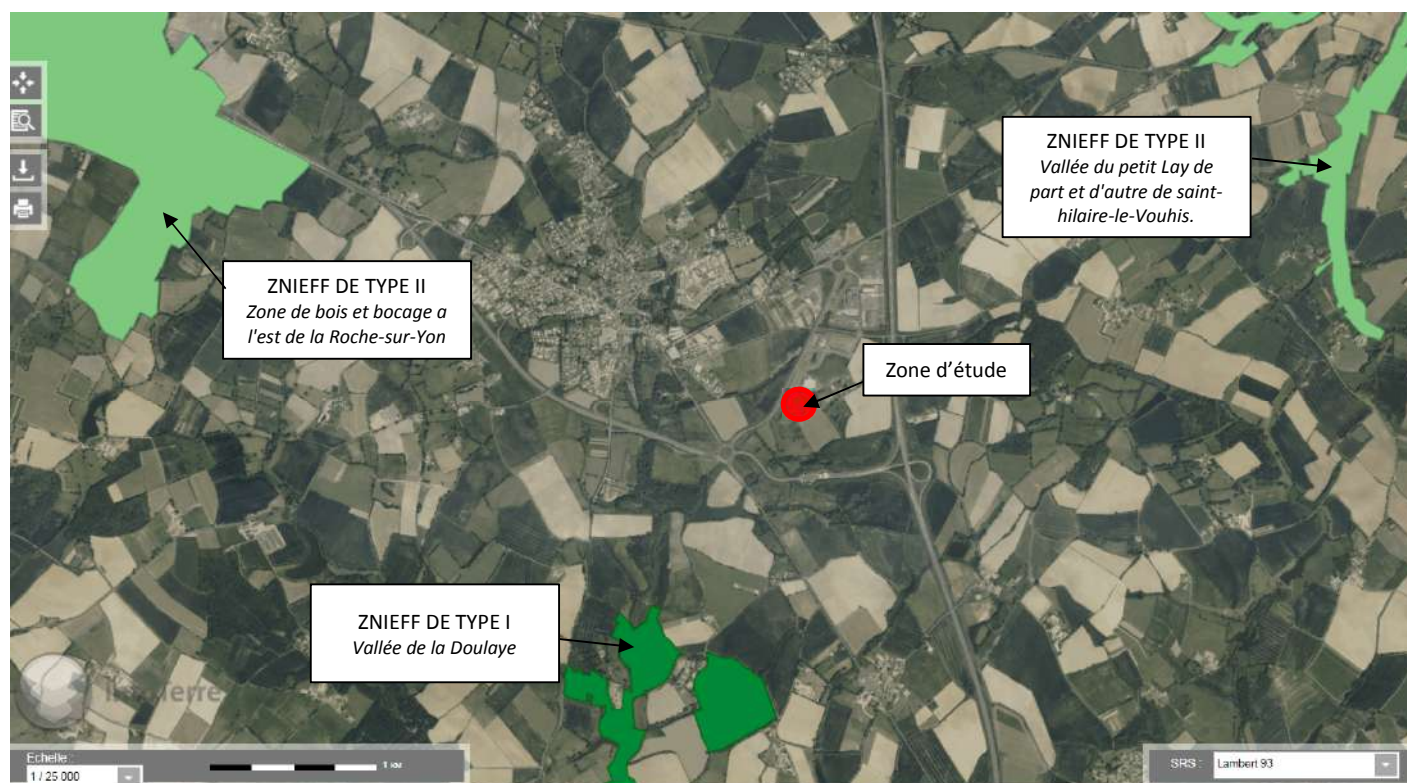 ZNIEFF DE TYPE II
Vallée du petit Lay de
part et d'autre de saint-
hilaire-le-Vouhis.
ZNIEFF DE TYPE II
Zone de bois et bocage a
l'est de la Roche-sur-Yon
Zone d'étude
ZNIEFF DE TYPE I
Vallée de la Doulaye
InfoTerre
Echelle :
1 / 25 000
1 km
SRS :
Lambert 93